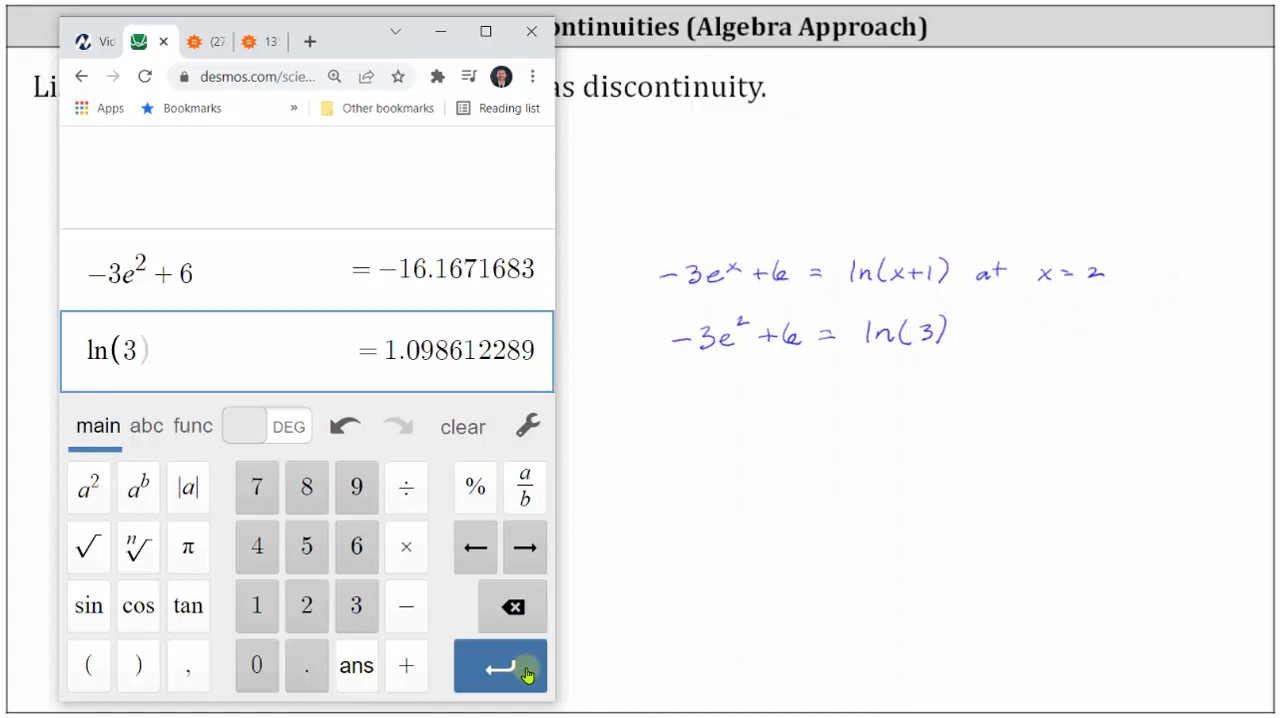 ontinuities (Algebra Approach)
Vic
(27
13
desmos.com/scie...
Apps
Bookmarks
»
Other bookmarks
Reading list
Li
as discontinuity.
−3e² + 6
= −16.1671683
ln(3)
= 1.098612289
-3eˣ + 6 = ln(x+1) at x = 2
-3e² + 6 = ln(3)
main abc func DEG clear
a² aᵇ |a| 7 8 9 ÷ % a/b
√ ⁿ√ π 4 5 6 × ← →
sin cos tan 1 2 3 −
( ) , 0 . ans +